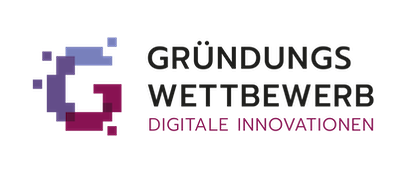 GRÜNDUNGS
WETTBEWERB
DIGITALE INNOVATIONEN